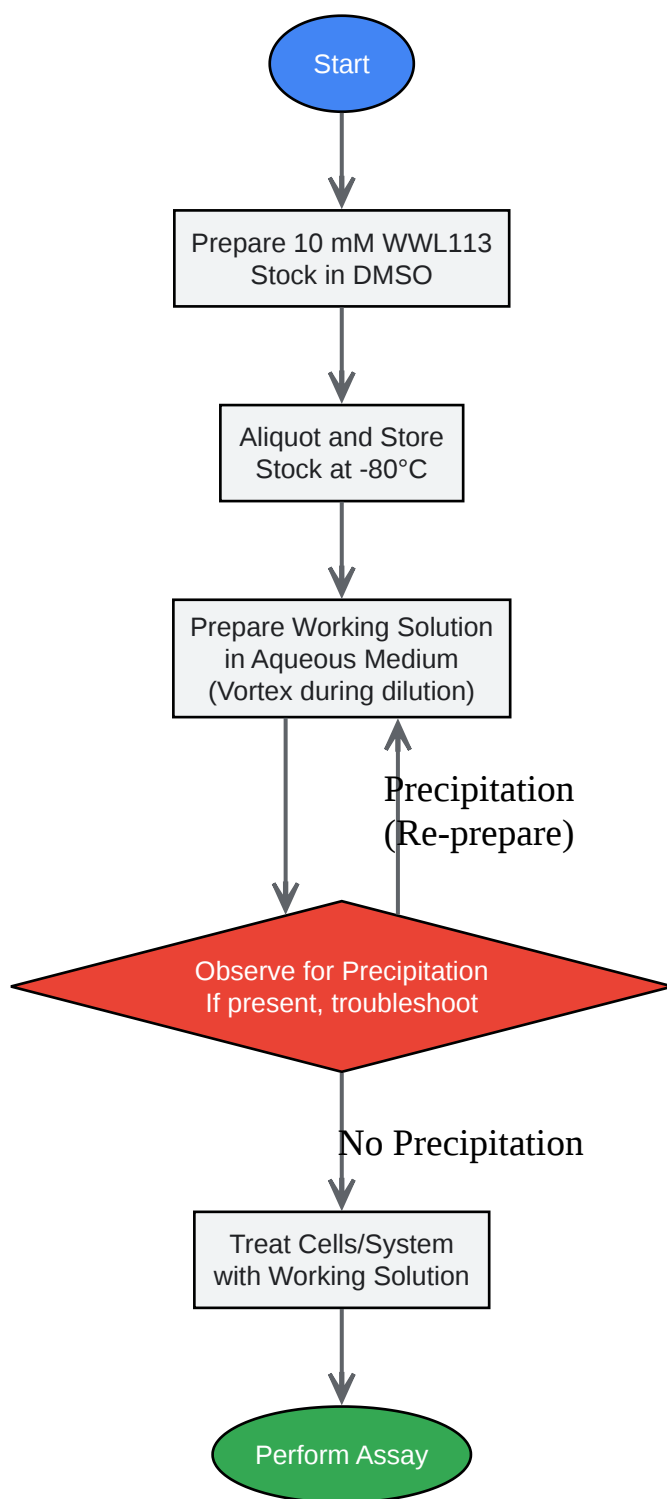 Start
Prepare 10 mM WWL113
Stock in DMSO
Aliquot and Store
Stock at -80°C
Prepare Working Solution
in Aqueous Medium
(Vortex during dilution)
Precipitation
(Re-prepare)
Observe for Precipitation
If present, troubleshoot
No Precipitation
Treat Cells/System
with Working Solution
Perform Assay